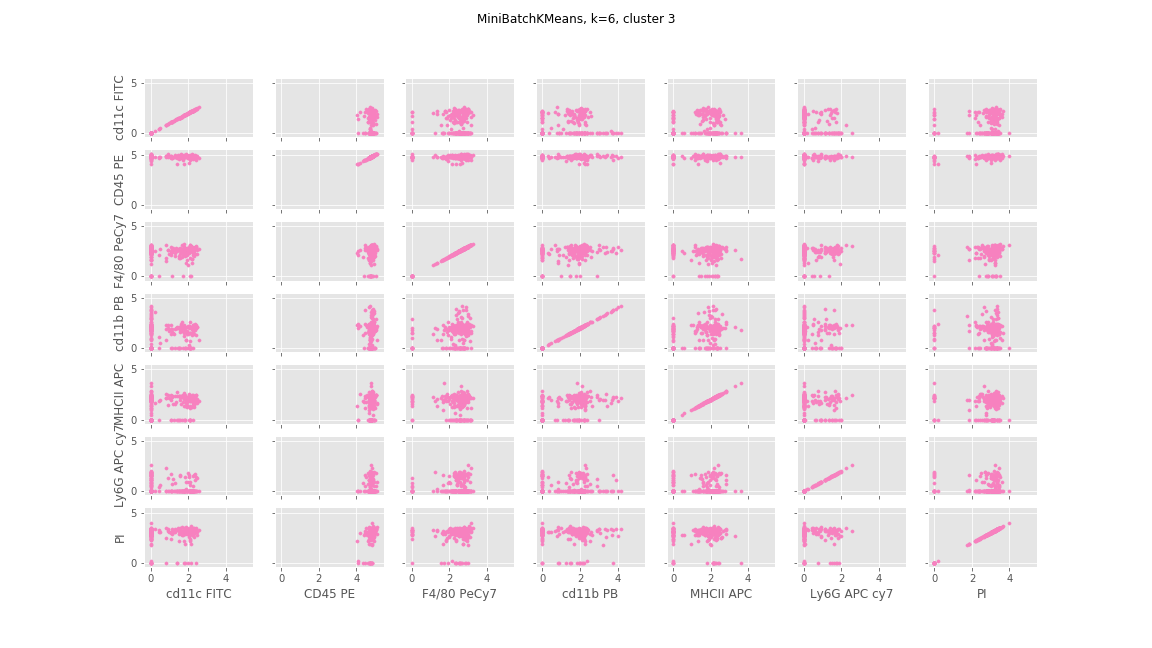 MiniBatchKMeans, k=6, cluster 3
cd11c FITC
5
0
CD45 PE
5
0
F4/80 PeCy7
5
0
cd11b PB
5
0
MHCII APC
5
0
Ly6G APC cy7
5
0
PI
5
0
0 2 4 0 2 4 0 2 4 0 2 4 0 2 4 0 2 4 0 2 4
cd11c FITC CD45 PE F4/80 PeCy7 cd11b PB MHCII APC Ly6G APC cy7 PI